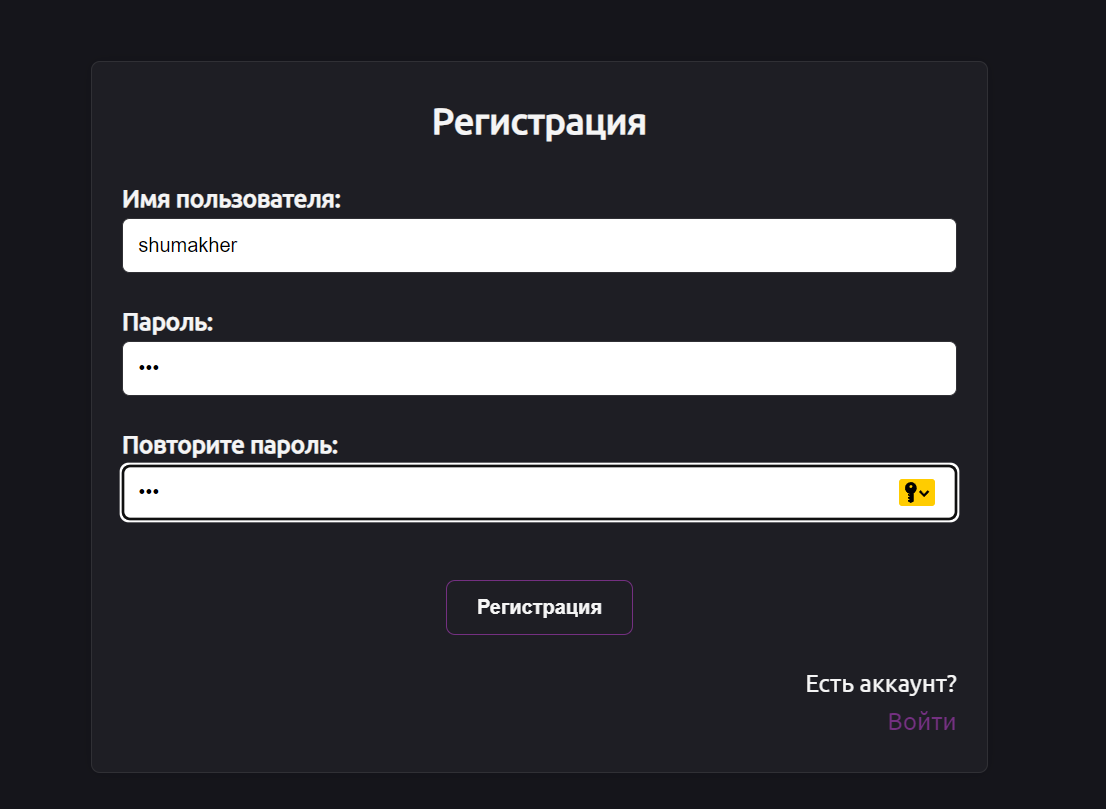 Регистрация
Имя пользователя:
shumakher
Пароль:
•••
Повторите пароль:
•••
Регистрация
Есть аккаунт?
Войти